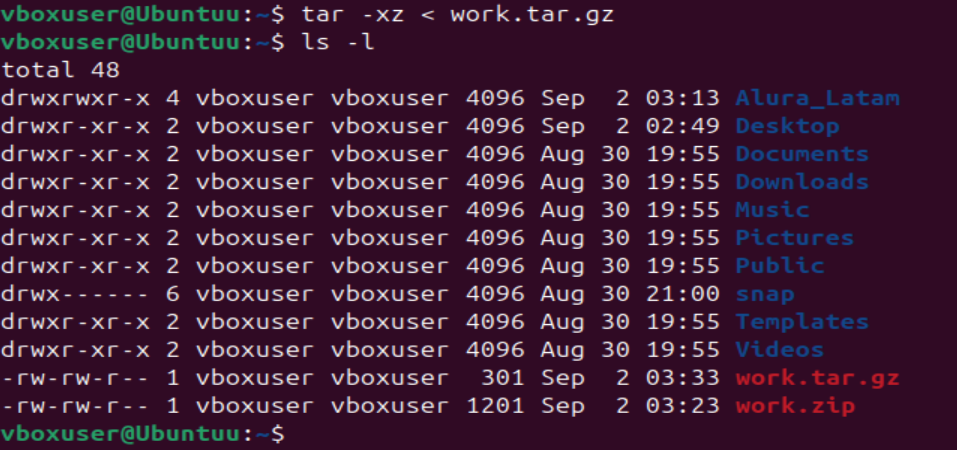 vboxuser@Ubuntuu:~$ tar -xz < work.tar.gz
vboxuser@Ubuntuu:~$ ls -l
total 48
drwxrwxr-x 4 vboxuser vboxuser 4096 Sep  2 03:13 Alura_Latam
drwxr-xr-x 2 vboxuser vboxuser 4096 Sep  2 02:49 Desktop
drwxr-xr-x 2 vboxuser vboxuser 4096 Aug 30 19:55 Documents
drwxr-xr-x 2 vboxuser vboxuser 4096 Aug 30 19:55 Downloads
drwxr-xr-x 2 vboxuser vboxuser 4096 Aug 30 19:55 Music
drwxr-xr-x 2 vboxuser vboxuser 4096 Aug 30 19:55 Pictures
drwxr-xr-x 2 vboxuser vboxuser 4096 Aug 30 19:55 Public
drwx------ 6 vboxuser vboxuser 4096 Aug 30 21:00 snap
drwxr-xr-x 2 vboxuser vboxuser 4096 Aug 30 19:55 Templates
drwxr-xr-x 2 vboxuser vboxuser 4096 Aug 30 19:55 Videos
-rw-rw-r-- 1 vboxuser vboxuser  301 Sep  2 03:33 work.tar.gz
-rw-rw-r-- 1 vboxuser vboxuser 1201 Sep  2 03:23 work.zip
vboxuser@Ubuntuu:~$